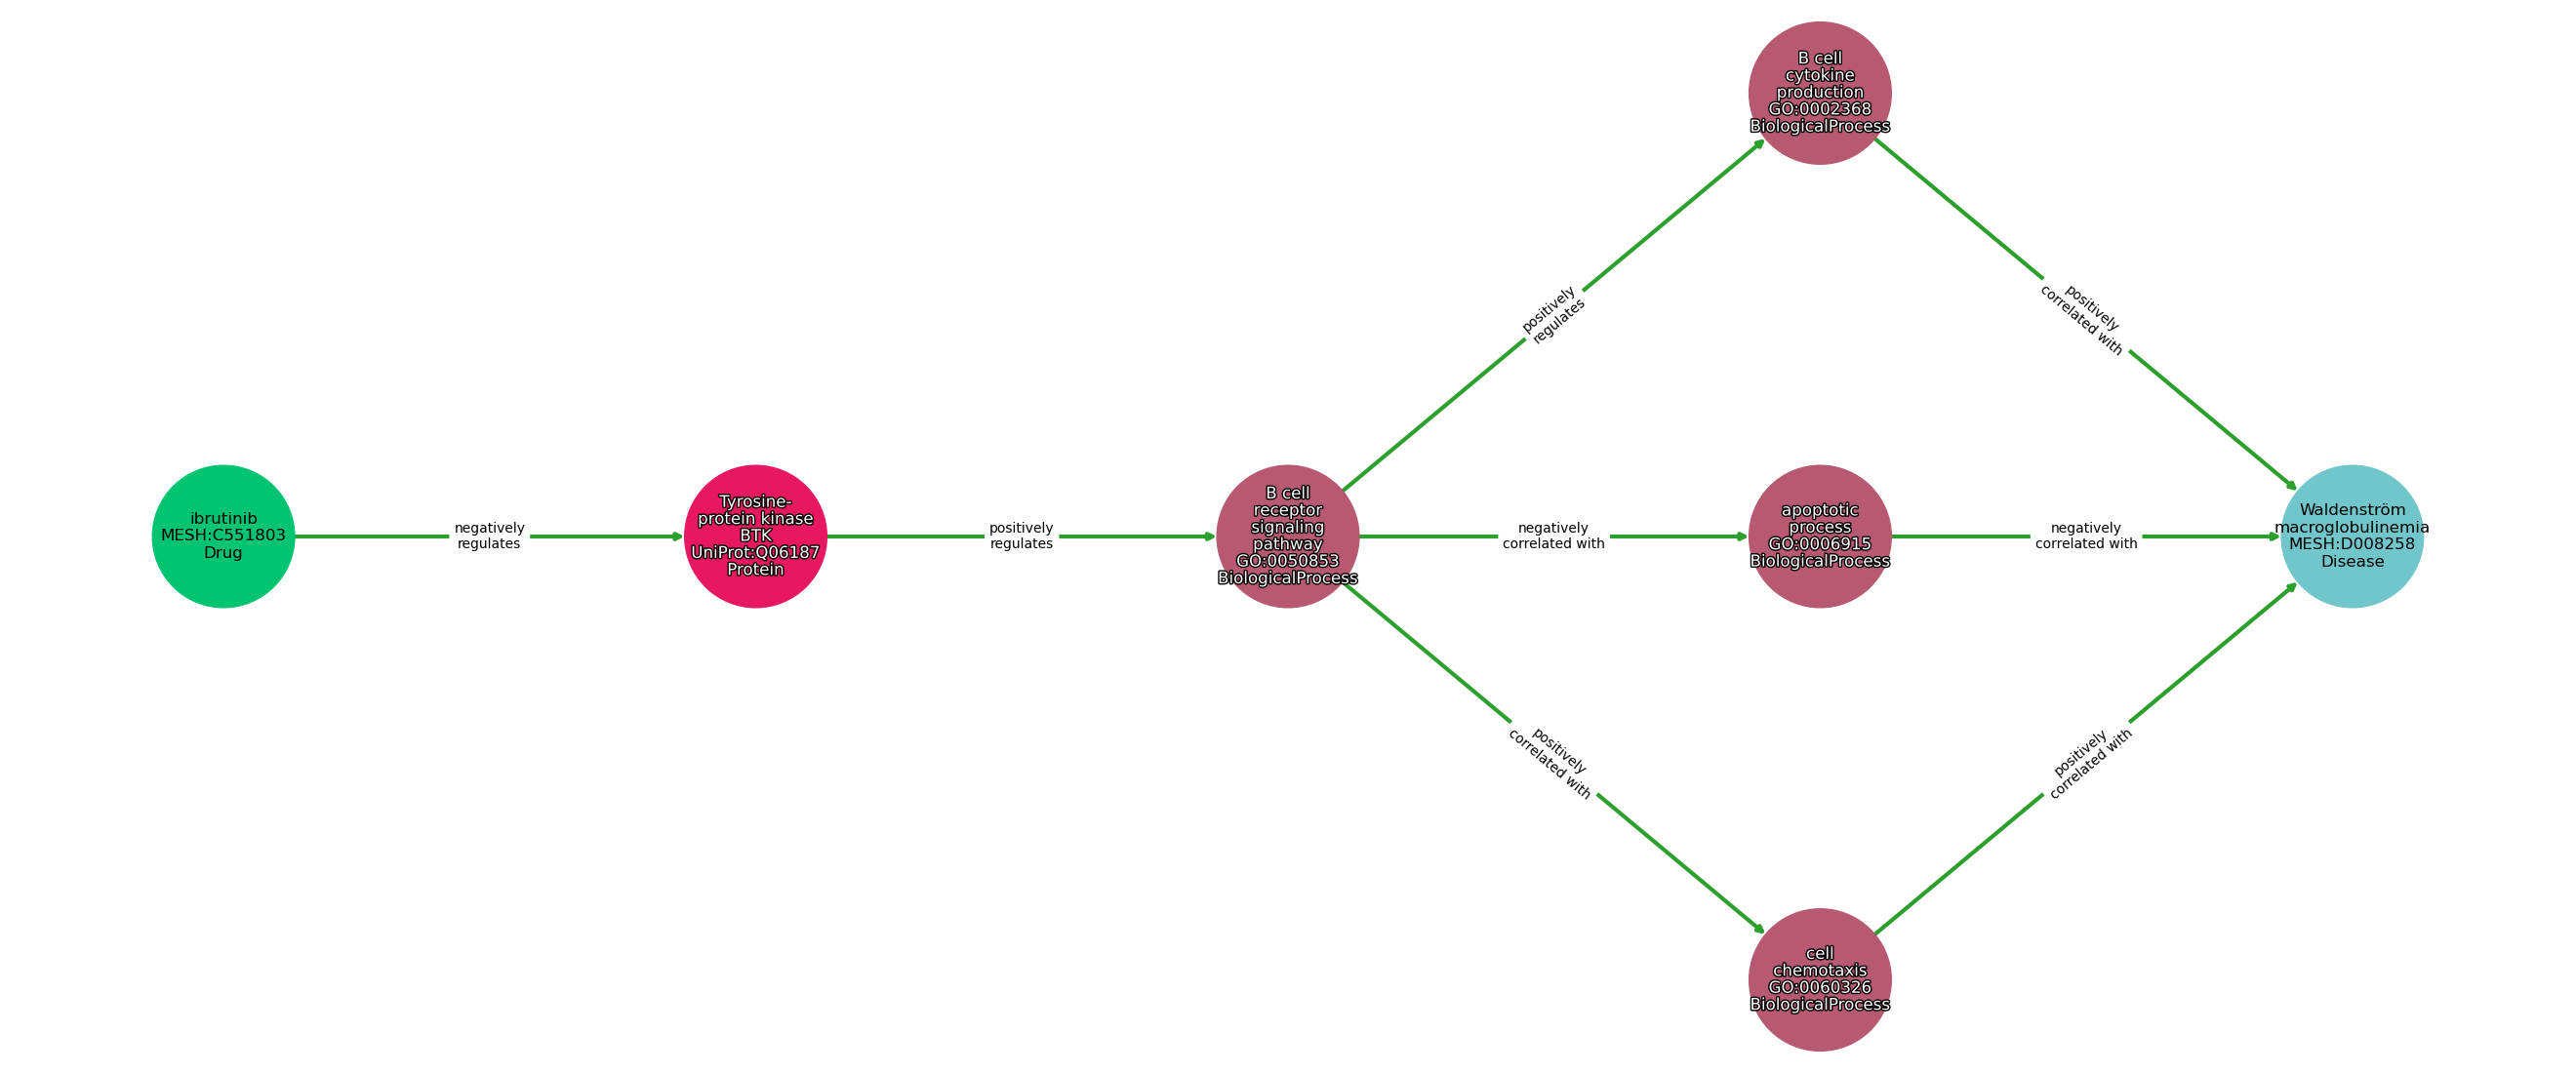 B cell
cytokine
production
GO:0002368
BiologicalProcess
positively
regulates
positively
correlated with
ibrutinib
MESH:C551803
Drug
negatively
regulates
Tyrosine-
protein kinase
BTK
UniProt:Q06187
Protein
positively
regulates
B cell
receptor
signaling
pathway
GO:0050853
BiologicalProcess
negatively
correlated with
apoptotic
process
GO:0006915
BiologicalProcess
negatively
correlated with
Waldenström
macroglobulinemia
MESH:D008258
Disease
positively
correlated with
positively
correlated with
cell
chemotaxis
GO:0060326
BiologicalProcess